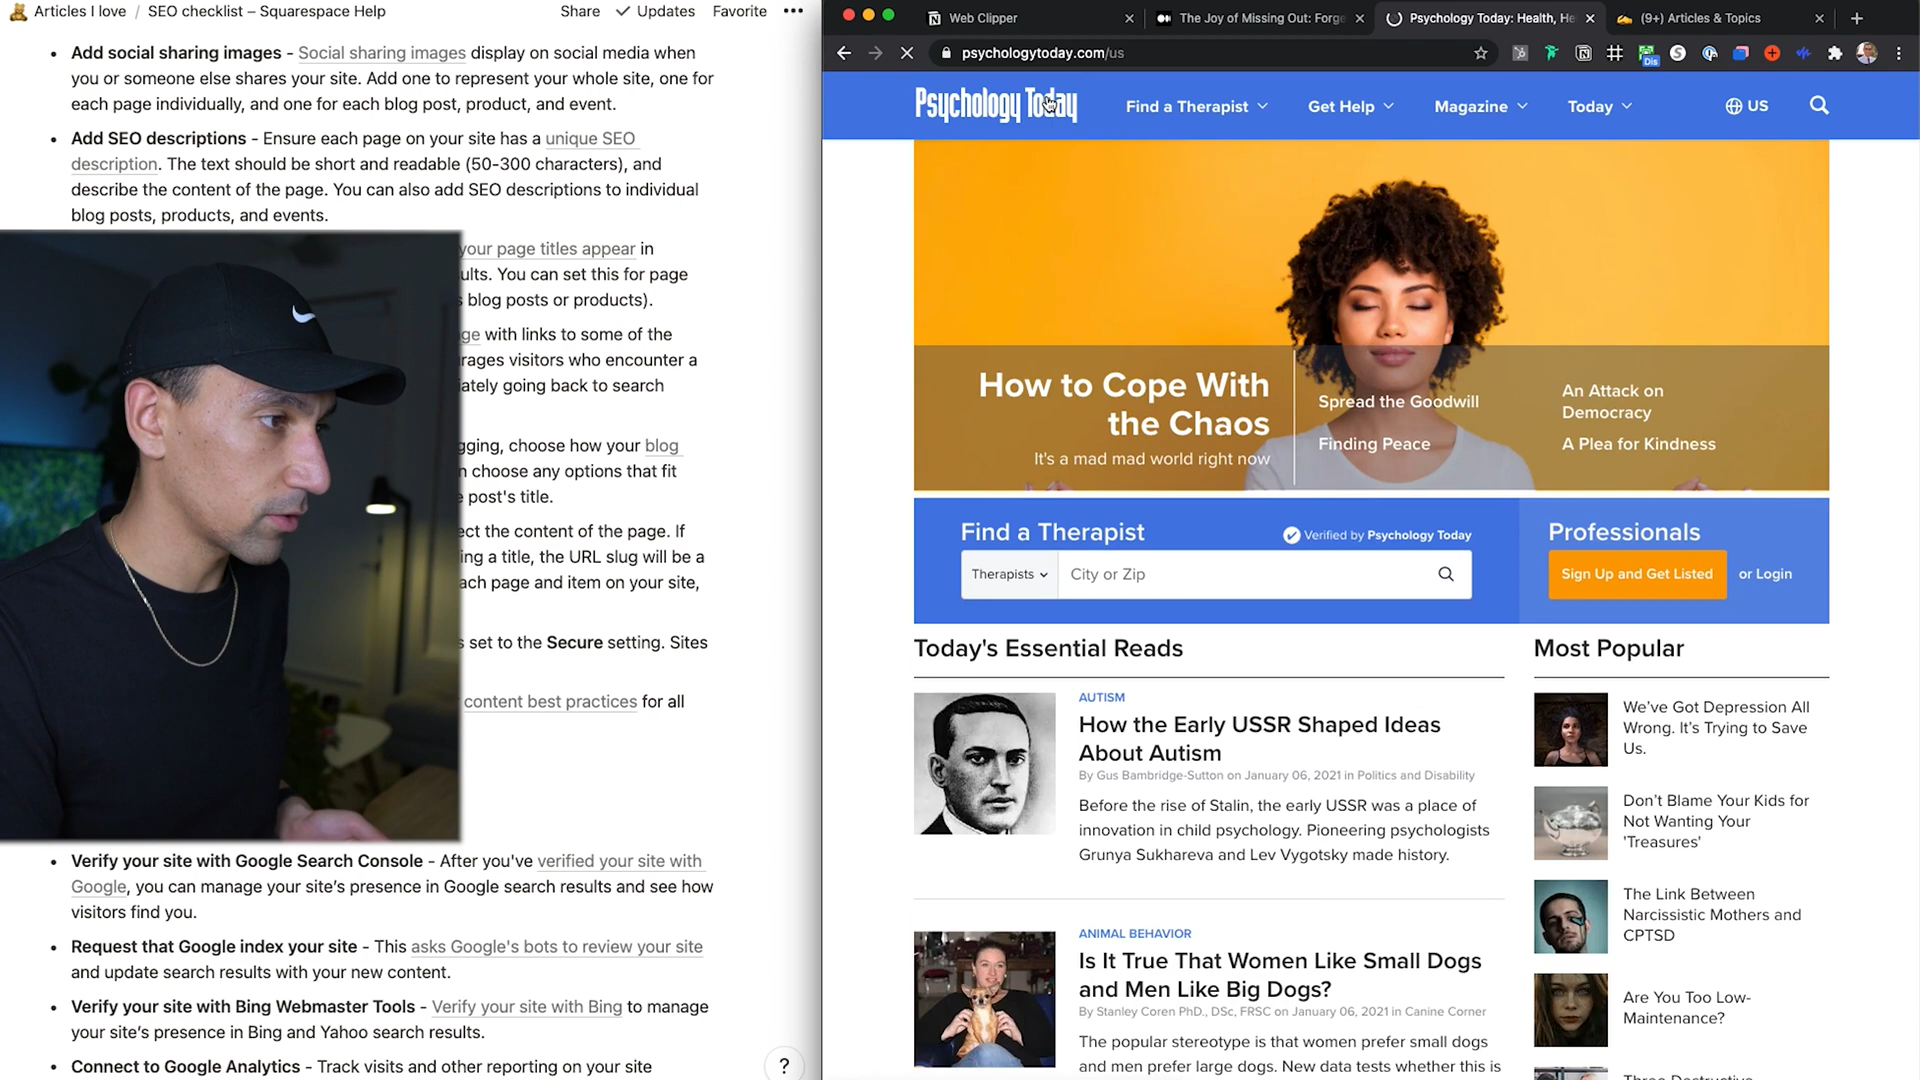 Articles I love / SEO checklist – Squarespace Help
Share Updates Favorite •••
• Add social sharing images - Social sharing images display on social media when
you or someone else shares your site. Add one to represent your whole site, one for
each page individually, and one for each blog post, product, and event.
• Add SEO descriptions - Ensure each page on your site has a unique SEO
description. The text should be short and readable (50-300 characters), and
describe the content of the page. You can also add SEO descriptions to individual
blog posts, products, and events.
your page titles appear in
ults. You can set this for page
blog posts or products).
ge with links to some of the
rages visitors who encounter a
iately going back to search
gging, choose how your blog
n choose any options that fit
e post's title.
ect the content of the page. If
ing a title, the URL slug will be a
ach page and item on your site,
s set to the Secure setting. Sites
content best practices for all
• Verify your site with Google Search Console - After you've verified your site with
Google, you can manage your site’s presence in Google search results and see how
visitors find you.
• Request that Google index your site - This asks Google's bots to review your site
and update search results with your new content.
• Verify your site with Bing Webmaster Tools - Verify your site with Bing to manage
your site’s presence in Bing and Yahoo search results.
• Connect to Google Analytics - Track visits and other reporting on your site
?
Web Clipper
The Joy of Missing Out: Forge
Psychology Today: Health, He
(9+) Articles & Topics
psychologytoday.com/us
Dis
Psychology Today
Find a Therapist
Get Help
Magazine
Today
US
How to Cope With
the Chaos
It's a mad mad world right now
Spread the Goodwill
Finding Peace
An Attack on
Democracy
A Plea for Kindness
Find a Therapist
Verified by Psychology Today
Therapists
City or Zip
Professionals
Sign Up and Get Listed
or Login
Today's Essential Reads
AUTISM
How the Early USSR Shaped Ideas
About Autism
By Gus Bambridge-Sutton on January 06, 2021 in Politics and Disability
Before the rise of Stalin, the early USSR was a place of
innovation in child psychology. Pioneering psychologists
Grunya Sukhareva and Lev Vygotsky made history.
ANIMAL BEHAVIOR
Is It True That Women Like Small Dogs
and Men Like Big Dogs?
By Stanley Coren PhD., DSc, FRSC on January 06, 2021 in Canine Corner
The popular stereotype is that women prefer small dogs
and men prefer large dogs. New data tests whether this is
Most Popular
We’ve Got Depression All
Wrong. It’s Trying to Save
Us.
Don’t Blame Your Kids for
Not Wanting Your
'Treasures'
The Link Between
Narcissistic Mothers and
CPTSD
Are You Too Low-
Maintenance?